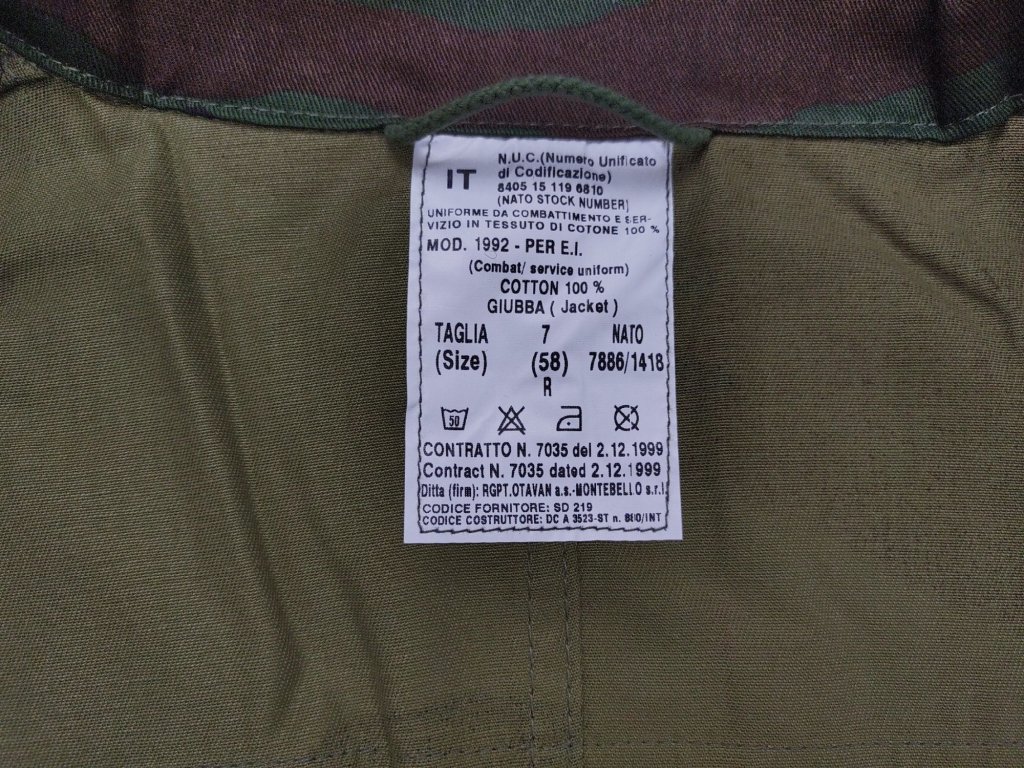 IT
N.U.C.(Numero Unificato
di Codificazione)
8405 15 119 6810
(NATO STOCK NUMBER)
UNIFORME DA COMBATTIMENTO E SER-
VIZIO IN TESSUTO DI COTONE 100 %
MOD. 1992 - PER E.I.
(Combat/ service uniform)
COTTON 100 %
GIUBBA ( Jacket )
TAGLIA 7 NATO
(Size) (58) 7886/1418
R
50
CONTRATTO N. 7035 del 2.12.1999
Contract N. 7035 dated 2.12.1999
Ditta (firm): RGPT.OTAVAN a.s.-MONTEBELLO s.r.l.
CODICE FORNITORE: SD 219
CODICE COSTRUTTORE: DC A 3523-ST n.